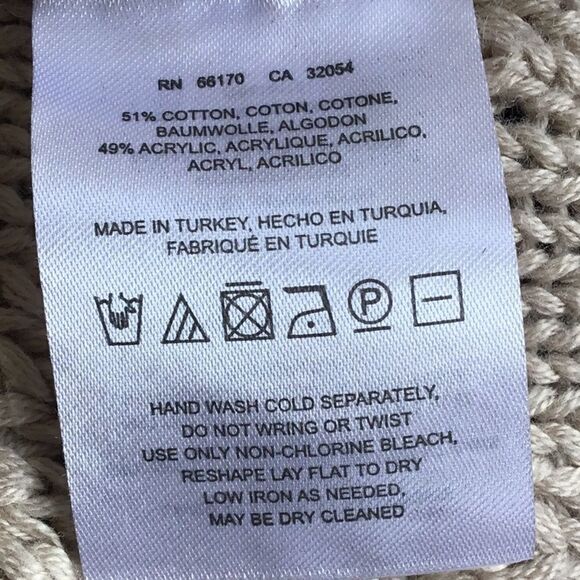 RN 66170 CA 32054
51% COTTON, COTON, COTONE,
BAUMWOLLE, ALGODON
49% ACRYLIC, ACRYLIQUE, ACRILICO,
ACRYL, ACRILICO
MADE IN TURKEY, HECHO EN TURQUIA,
FABRIQUÉ EN TURQUIE
P
HAND WASH COLD SEPARATELY,
DO NOT WRING OR TWIST
USE ONLY NON-CHLORINE BLEACH,
RESHAPE LAY FLAT TO DRY
LOW IRON AS NEEDED,
MAY BE DRY CLEANED